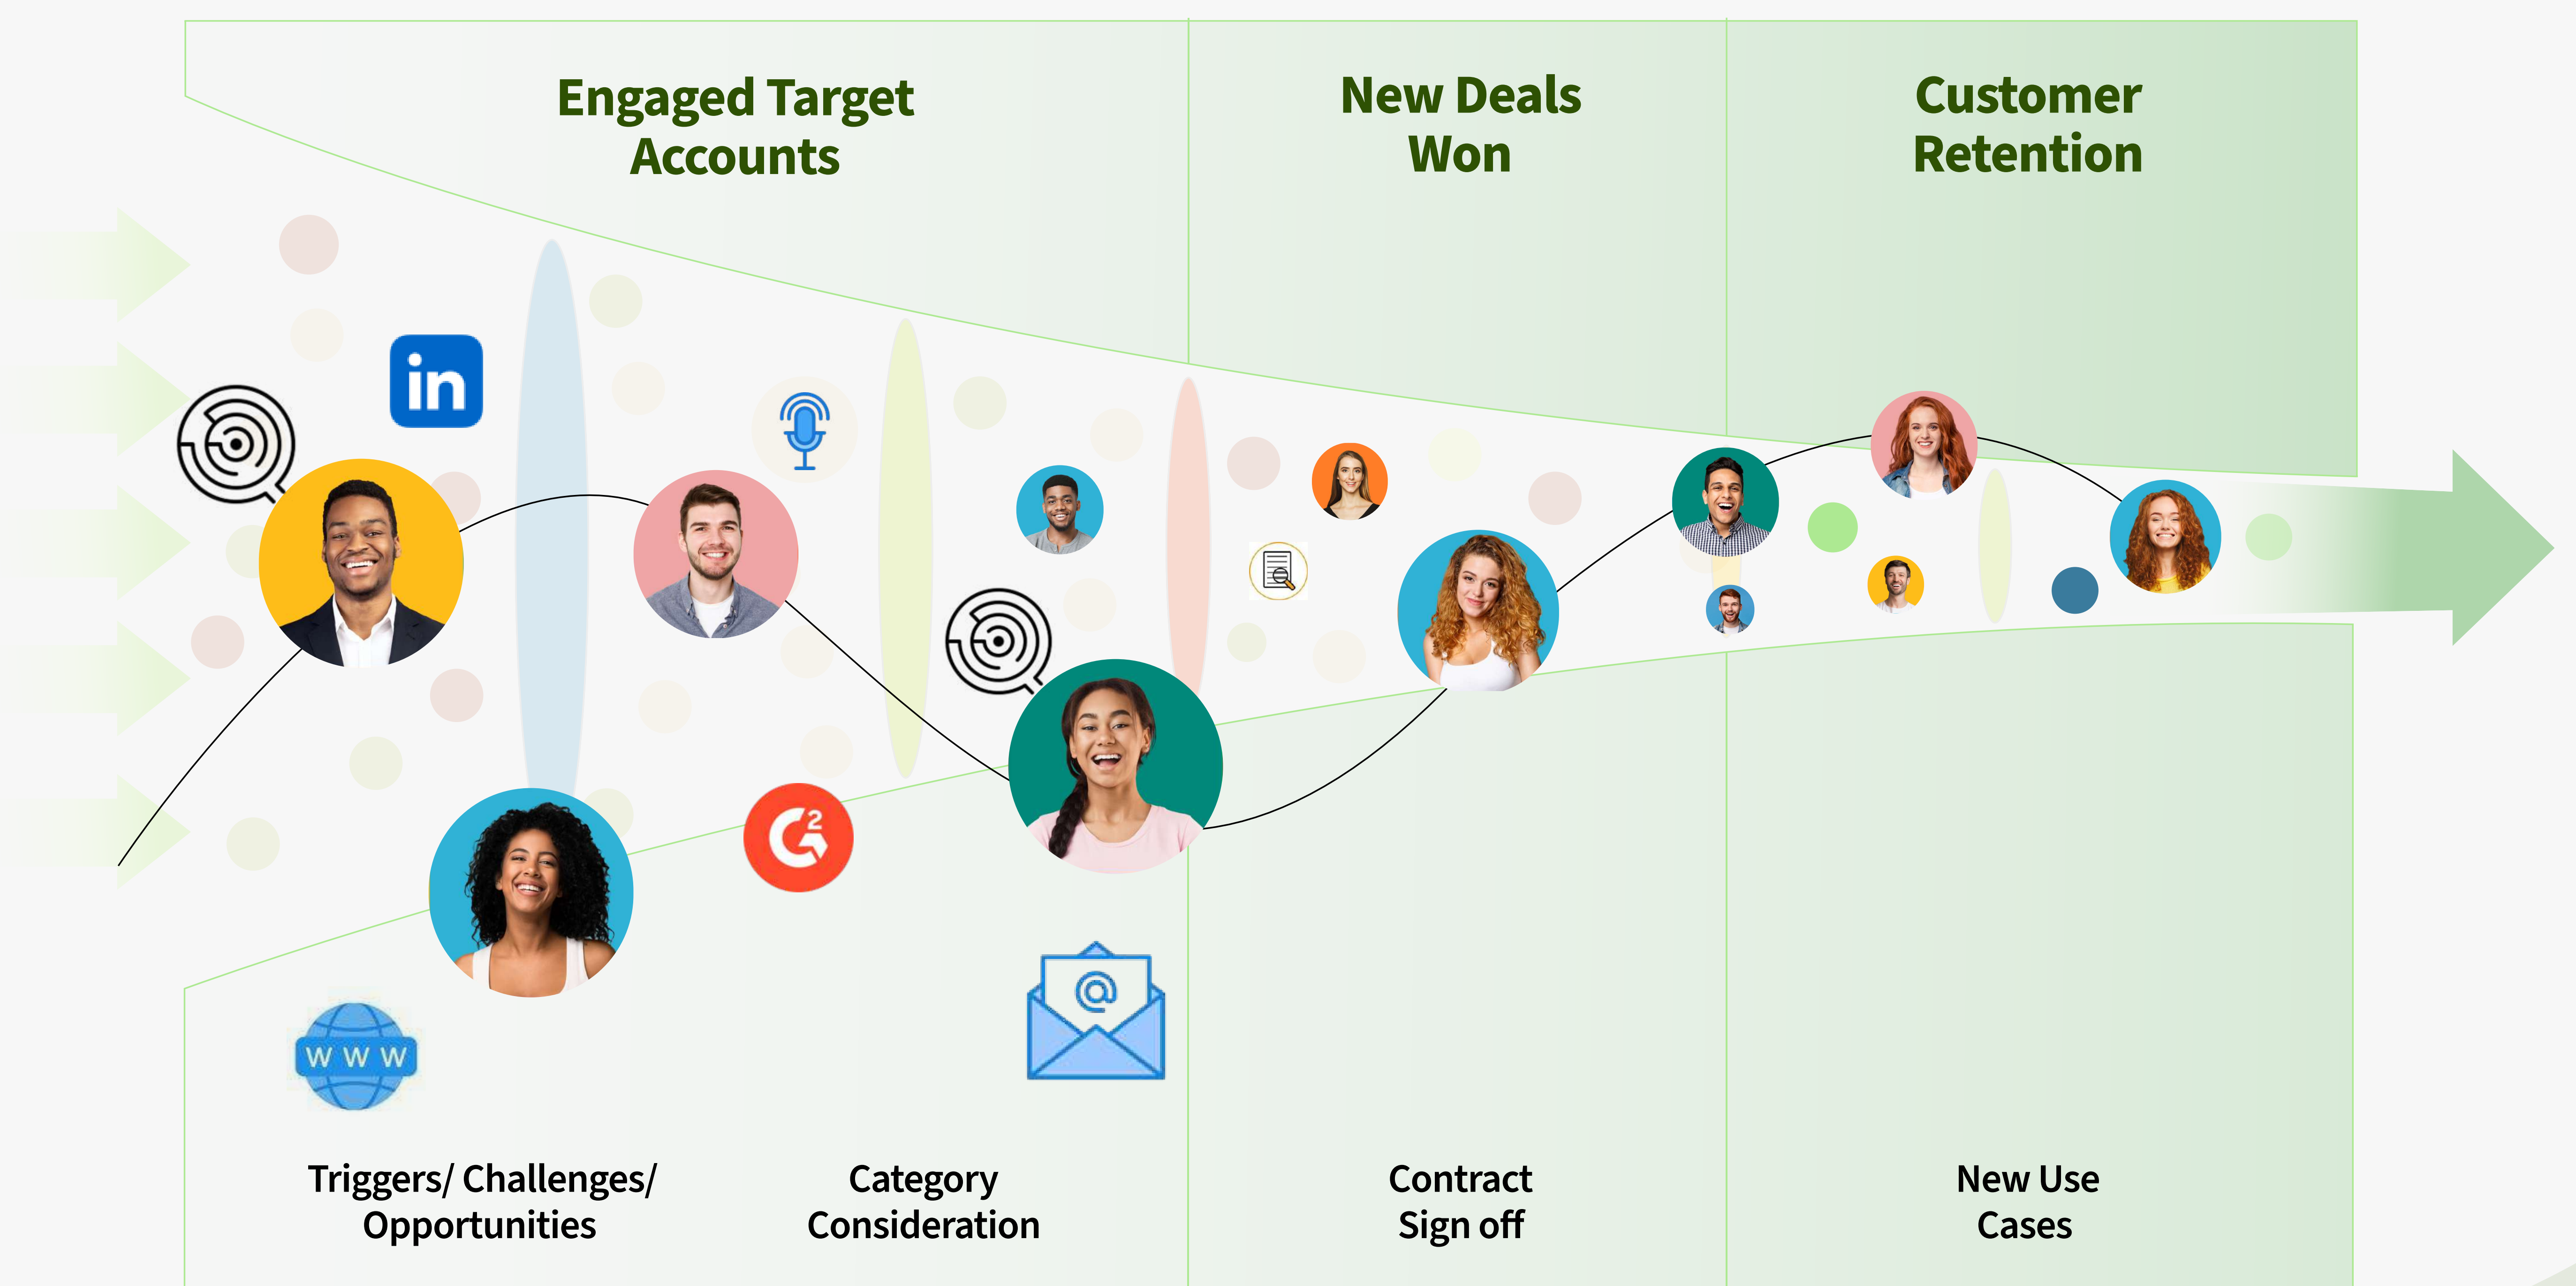 Engaged Target
Accounts
New Deals
Won
Customer
Retention
in
G2
@
W W W
Triggers/ Challenges/
Opportunities
Category
Consideration
Contract
Sign off
New Use
Cases